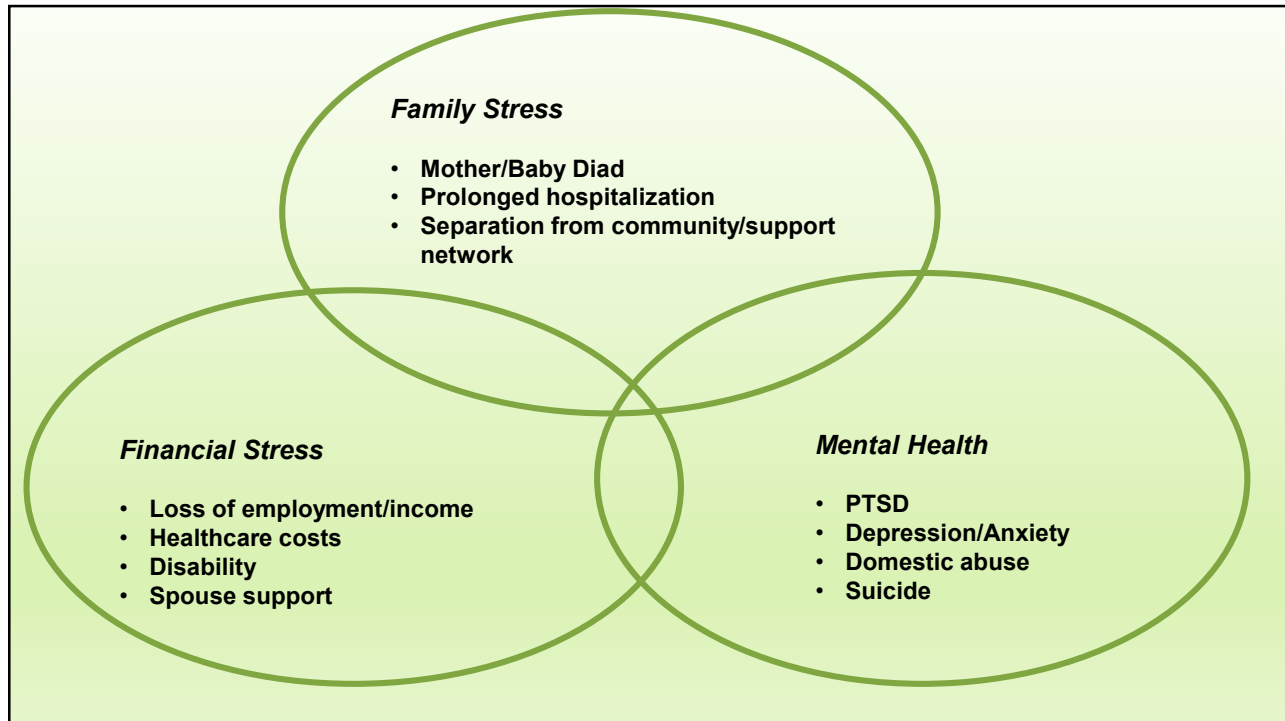 Family Stress
• Mother/Baby Diad
• Prolonged hospitalization
• Separation from community/support
network
Financial Stress
• Loss of employment/income
• Healthcare costs
• Disability
• Spouse support
Mental Health
• PTSD
• Depression/Anxiety
• Domestic abuse
• Suicide